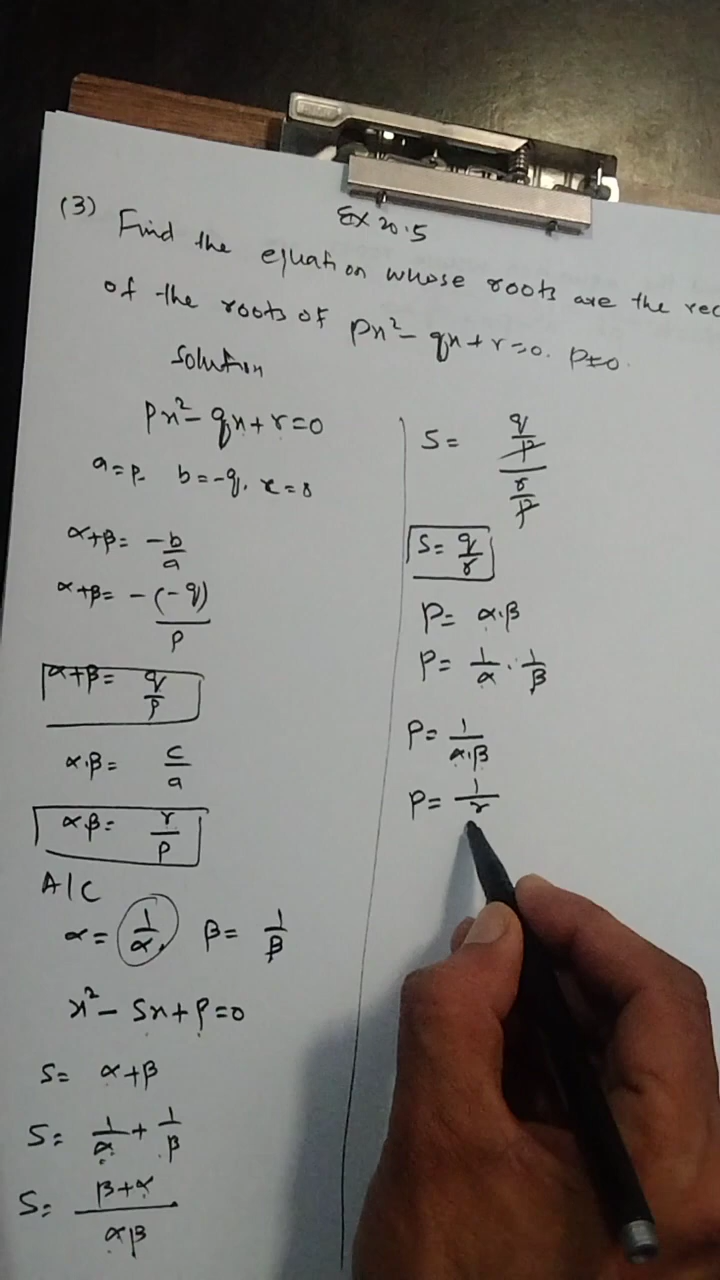 Ex 20.5
(3) Find the equation whose roots are the rec
of the roots of px²- qx+r=0. p≠0.
Solution
px²- qx+r=0
a=p b=-q, c=r
α+β= -b/a
α+β= -(-q)/p
α+β= q/p
α.β= c/a
αβ= r/p
A/C
α= 1/α, β= 1/β
x²- Sx+P=0
S= α+β
S= 1/α + 1/β
S= β+α/αβ
S= q/p / r/p
S= q/r
P= α.β
P= 1/α . 1/β
P= 1/α.β
P= 1/r